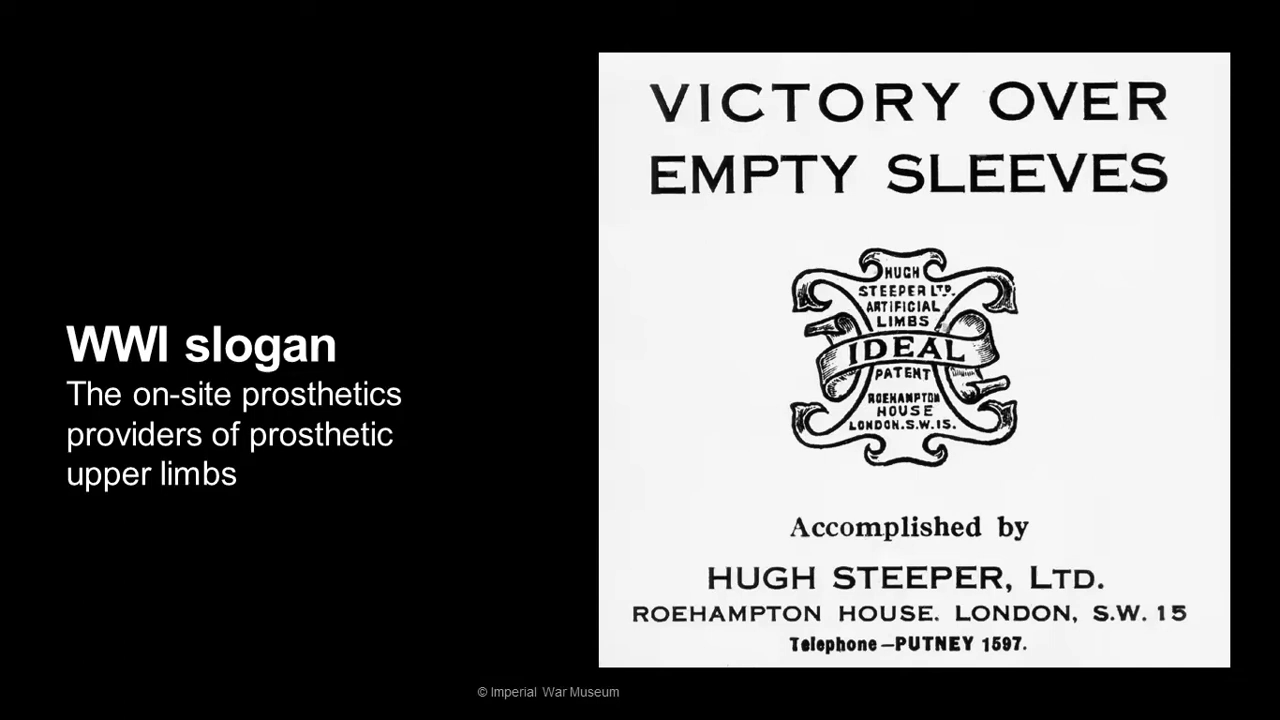 WWI slogan
The on-site prosthetics
providers of prosthetic
upper limbs
VICTORY OVER
EMPTY SLEEVES
HUGH
STEEPER LTD.
ARTIFICIAL
LIMBS
IDEAL
PATENT
ROEHAMPTON
HOUSE
LONDON.S.W.15.
Accomplished by
HUGH STEEPER, LTD.
ROEHAMPTON HOUSE. LONDON, S.W. 15
Telephone—PUTNEY 1597.
© Imperial War Museum